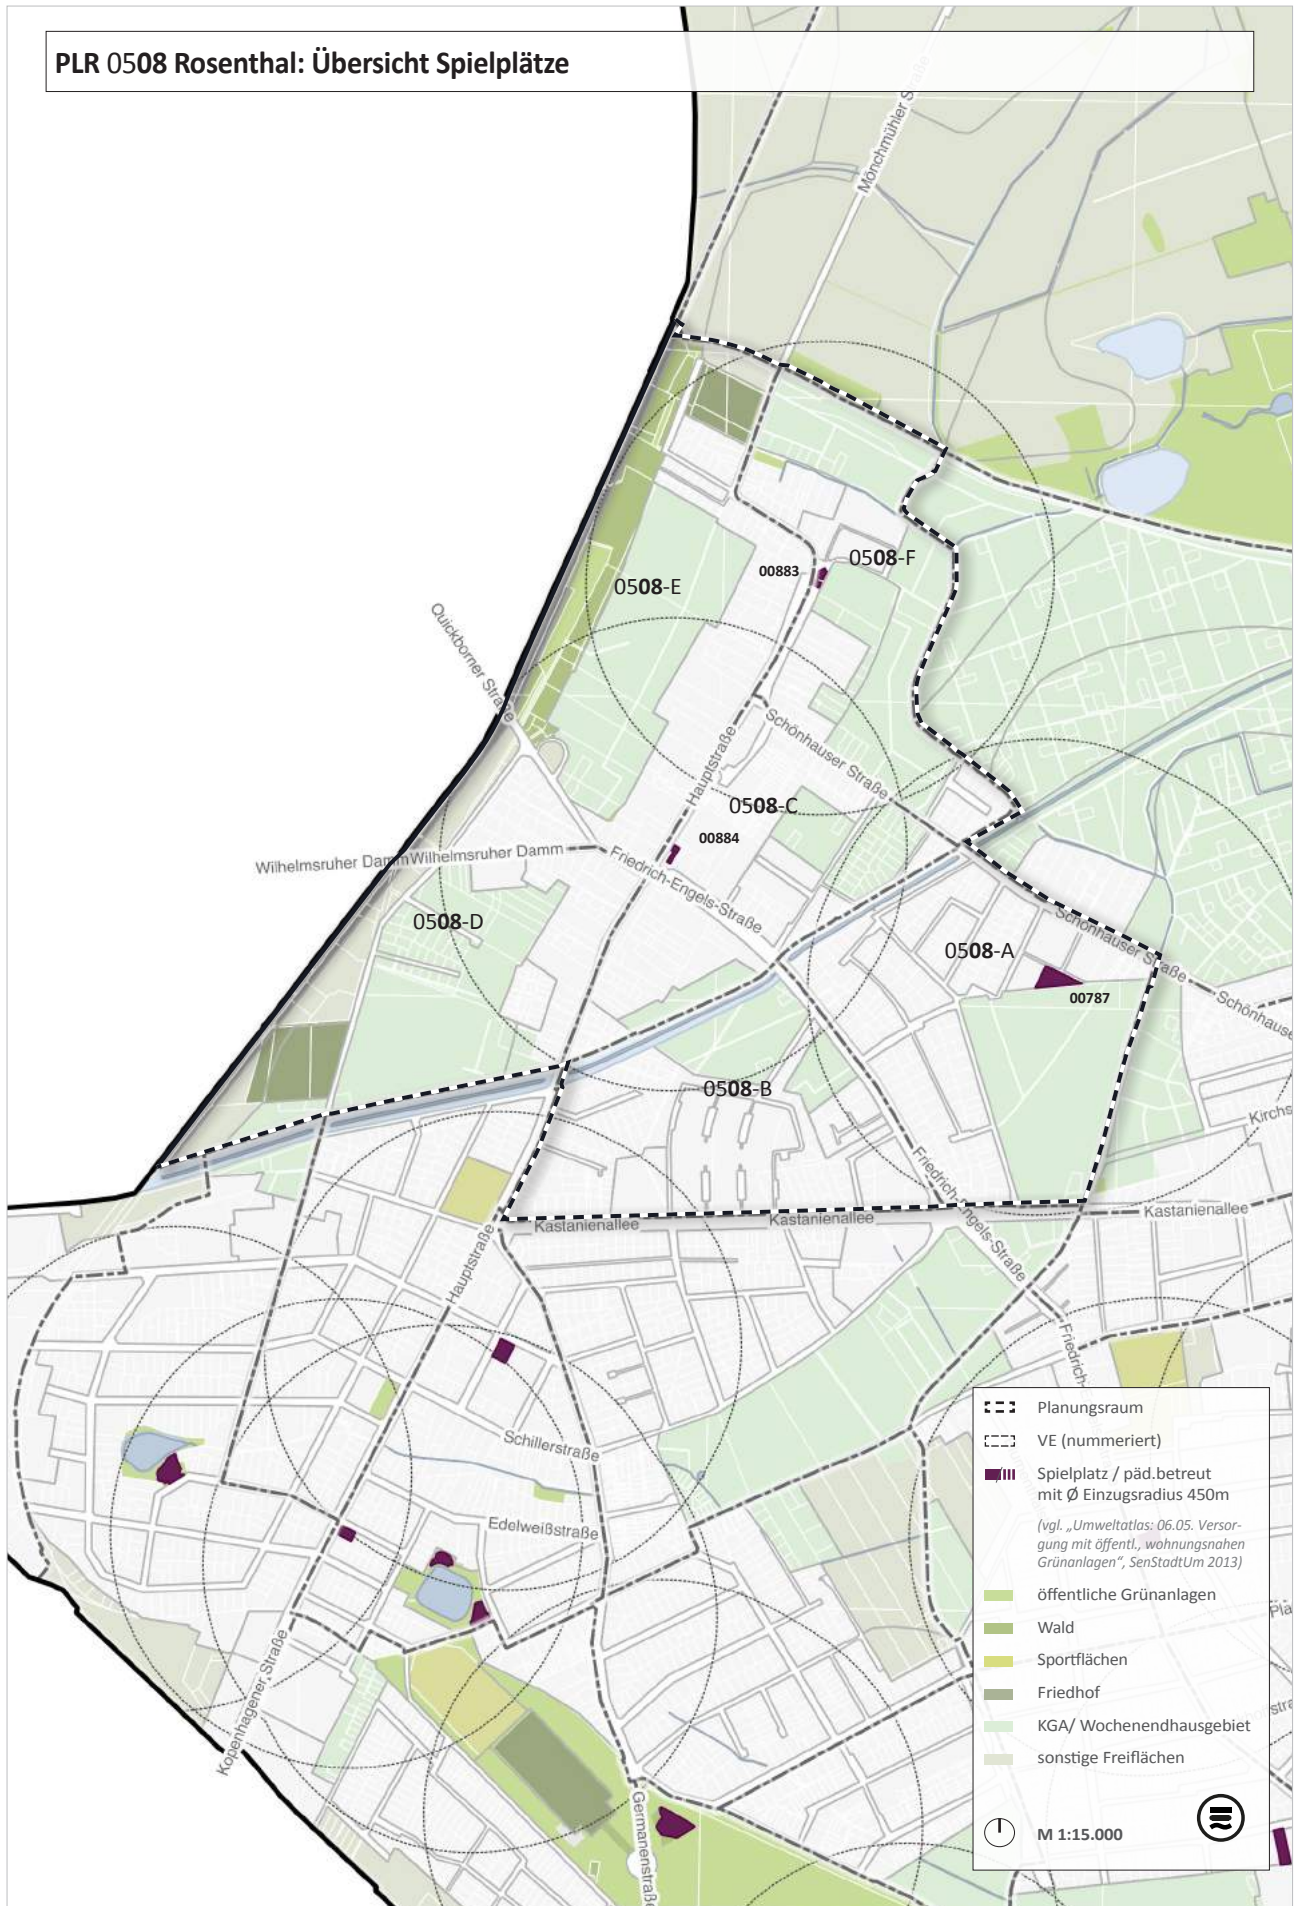 PLR 0508 Rosenthal: Übersicht Spielplätze
Mönchmühler Straße
0508-F
00883
0508-E
Quickborner Straße
Schönhauser Straße
Hauptstraße
0508-C
00884
Wilhelmsruher Damm
Wilhelmsruher Damm
Friedrich-Engels-Straße
0508-D
0508-A
Schönhauser Straße
00787
Schönhause
0508-B
Kirchs
Friedrich-Engels-Straße
Kastanienallee
Kastanienallee
Kastanienallee
Hauptstraße
Friedrich-
Schillerstraße
Edelweißstraße
Kopenhagener Straße
Germanenstraße
Planungsraum
VE (nummeriert)
Spielplatz / päd.betreut
mit Ø Einzugsradius 450m
(vgl. „Umweltatlas: 06.05. Versor-
gung mit öffentl., wohnungsnahen
Grünanlagen“, SenStadtUm 2013)
öffentliche Grünanlagen
Pla
Wald
Sportflächen
Friedhof
KGA/ Wochenendhausgebiet
sonstige Freiflächen
M 1:15.000